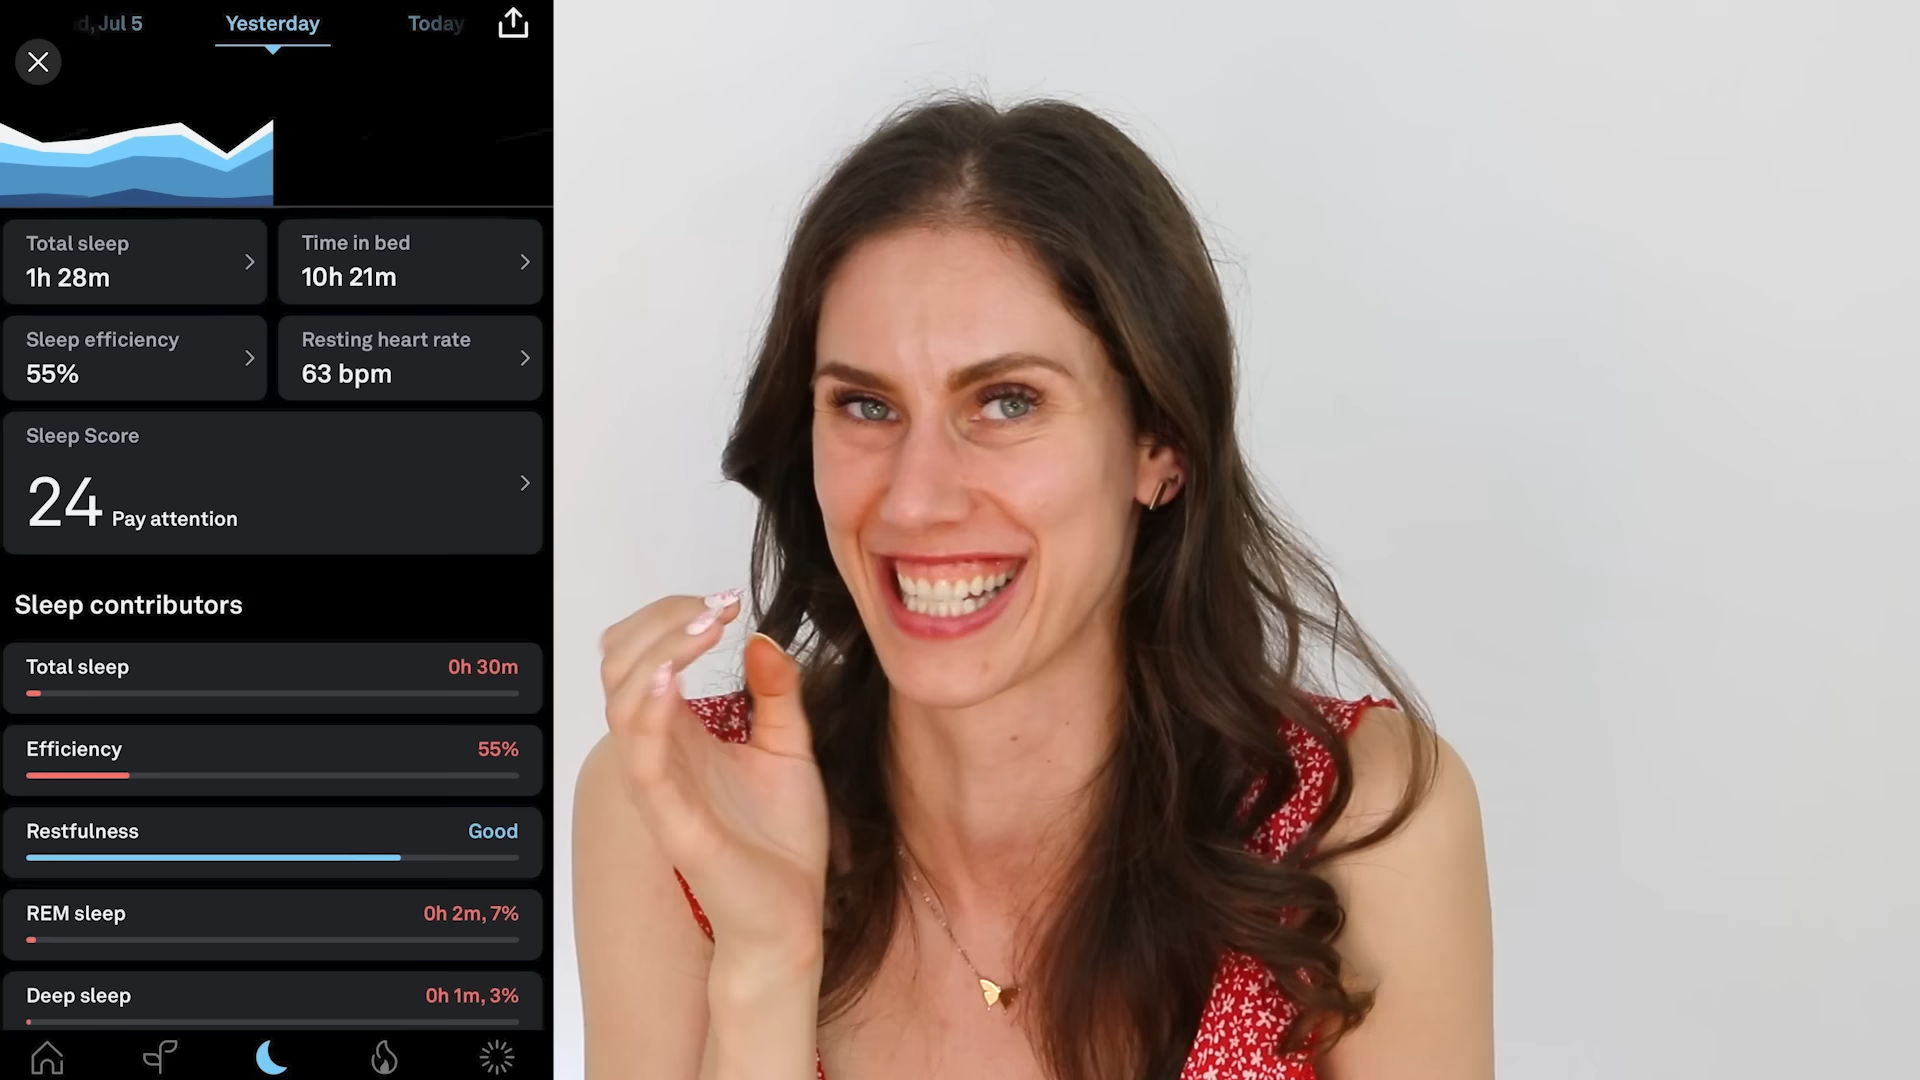 d, Jul 5
Yesterday
Today
Total sleep
1h 28m
Time in bed
10h 21m
Sleep efficiency
55%
Resting heart rate
63 bpm
Sleep Score
24 Pay attention
Sleep contributors
Total sleep 0h 30m
Efficiency 55%
Restfulness Good
REM sleep 0h 2m, 7%
Deep sleep 0h 1m, 3%